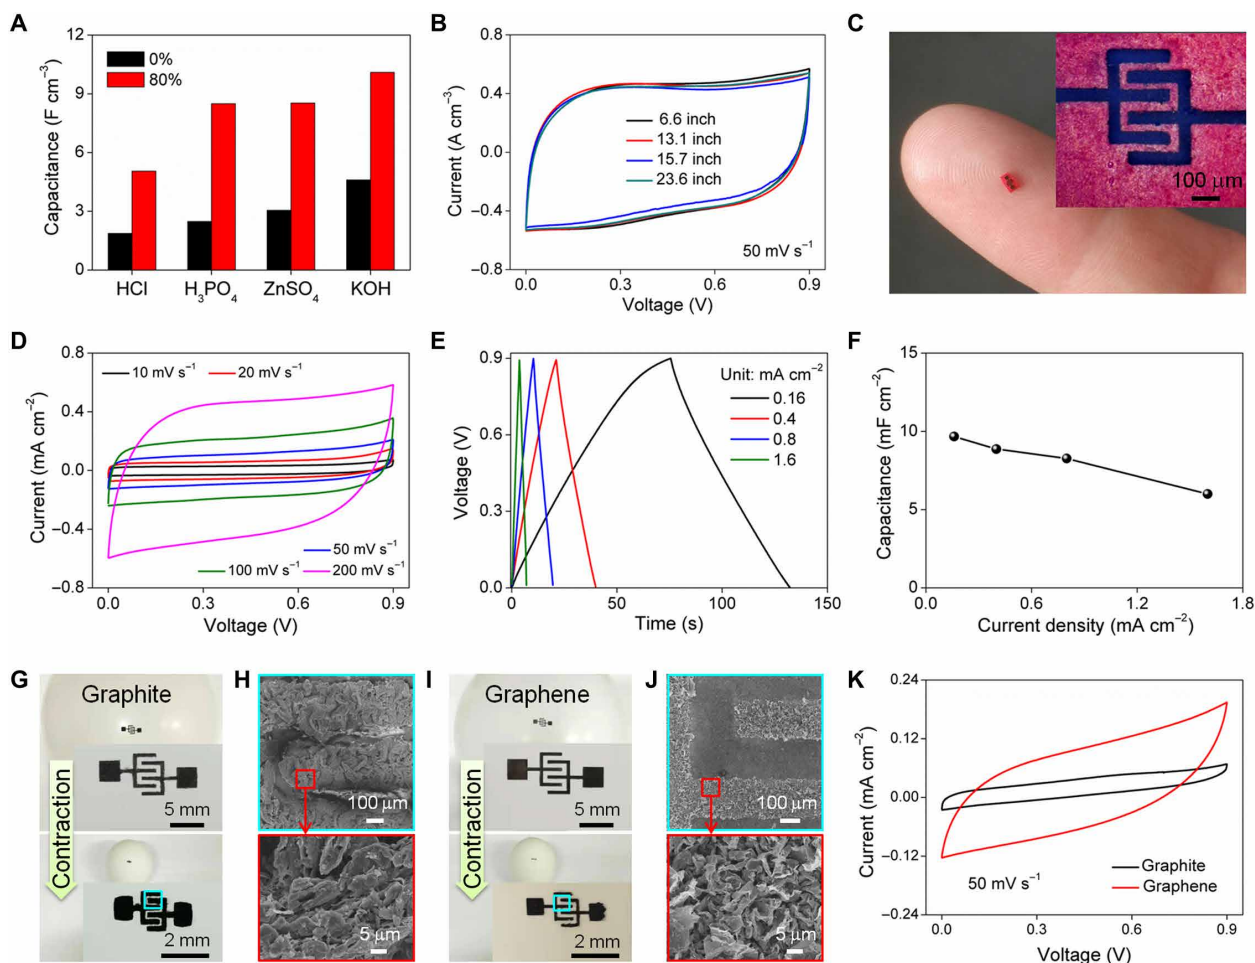 A
Capacitance (F cm⁻³)
12
9
6
3
0
0%
80%
HCl
H₃PO₄
ZnSO₄
KOH
B
Current (A cm⁻³)
0.8
0.4
0.0
–0.4
–0.8
6.6 inch
13.1 inch
15.7 inch
23.6 inch
50 mV s⁻¹
0.0 0.3 0.6 0.9
Voltage (V)
C
100 μm
D
Current (mA cm⁻²)
0.8
0.4
0.0
–0.4
–0.8
10 mV s⁻¹ 20 mV s⁻¹
50 mV s⁻¹
100 mV s⁻¹ 200 mV s⁻¹
0.0 0.3 0.6 0.9
Voltage (V)
E
Voltage (V)
0.9
0.6
0.3
0.0
Unit: mA cm⁻²
0.16
0.4
0.8
1.6
0 50 100 150
Time (s)
F
Capacitance (mF cm⁻²)
15
10
5
0
0.0 0.6 1.2 1.8
Current density (mA cm⁻²)
G
Graphite
5 mm
Contraction
2 mm
H
100 μm
5 μm
I
Graphene
5 mm
Contraction
2 mm
J
100 μm
5 μm
K
Current (mA cm⁻²)
0.24
0.12
0.00
–0.12
–0.24
Graphite
Graphene
50 mV s⁻¹
0.0 0.3 0.6 0.9
Voltage (V)